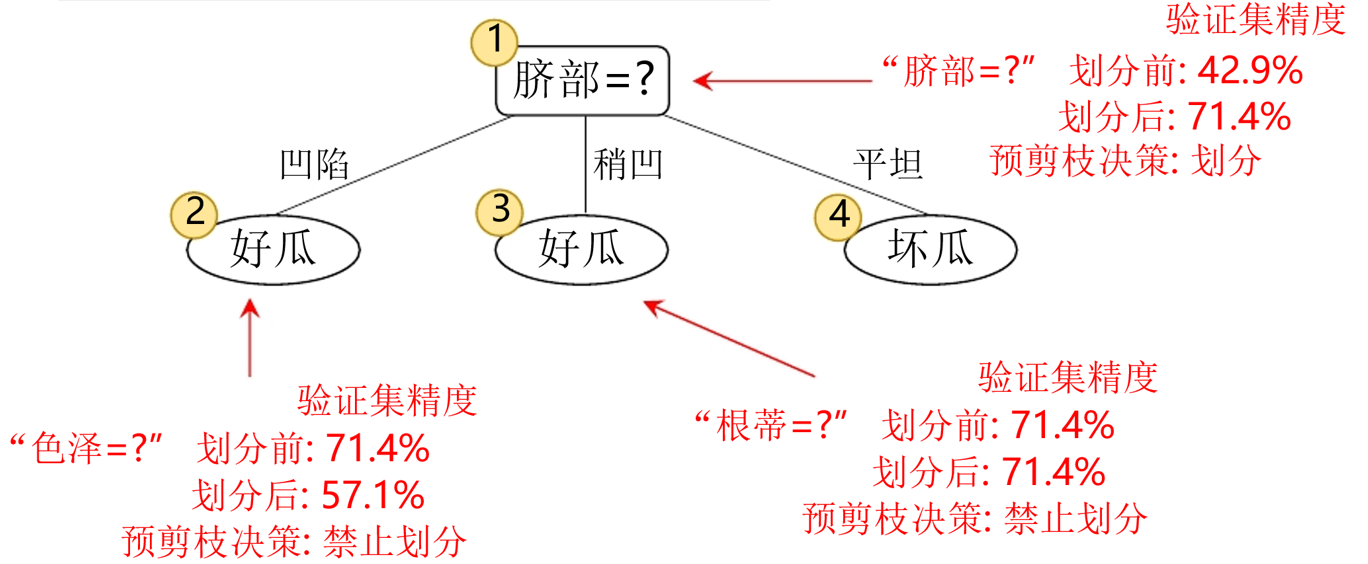 验证集精度
1
脐部=?
“脐部=?” 划分前: 42.9%
划分后: 71.4%
预剪枝决策: 划分
凹陷
稍凹
平坦
2
好瓜
3
好瓜
4
坏瓜
验证集精度
“色泽=?” 划分前: 71.4%
划分后: 57.1%
预剪枝决策: 禁止划分
验证集精度
“根蒂=?” 划分前: 71.4%
划分后: 71.4%
预剪枝决策: 禁止划分